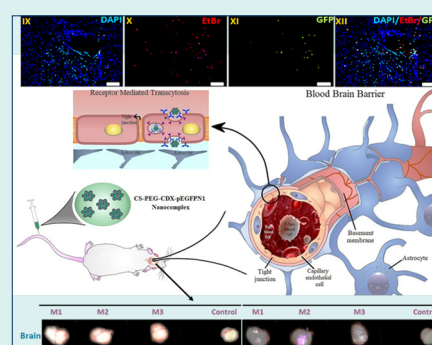 IX DAPI X EtBr XI GFP XII DAPI/EtBr/GF
Receptor Mediated Transcytosis
Blood Brain Barrier
Tight
junction
CS-PEG-CDX-pEGFPN1
Nanocomplex
Basement
membrane
Astrocyte
Tight
junction
Capillary
endothelial
cell
M1 M2 M3 Control M1 M2 M3 Contr
Brain